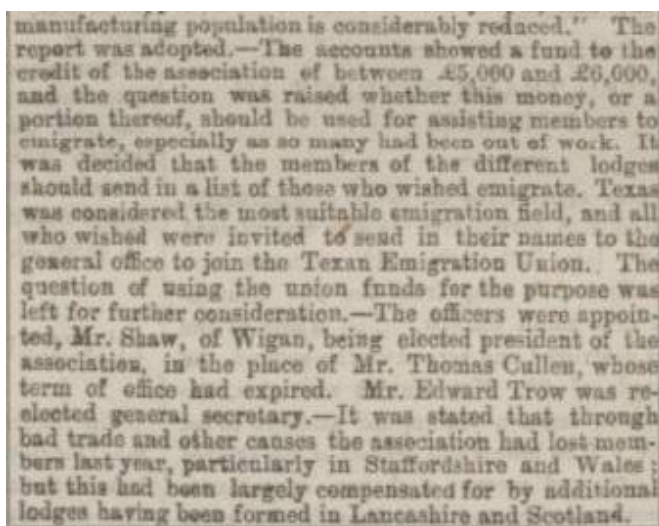 manufacturing population is considerably reduced." The
report was adopted.—The accounts showed a fund to the
credit of the association of between £5,000 and £6,000,
and the question was raised whether this money, or a
portion thereof, should be used for assisting members to
emigrate, especially as so many had been out of work. It
was decided that the members of the different lodges
should send in a list of those who wished emigrate. Texas
was considered the most suitable emigration field, and all
who wished were invited to send in their names to the
general office to join the Texan Emigration Union. The
question of using the union funds for the purpose was
left for further consideration.—The officers were appoin-
ted, Mr. Shaw, of Wigan, being elected president of the
association, in the place of Mr. Thomas Cullen, whose
term of office had expired. Mr. Edward Trow was re-
elected general secretary.—It was stated that through
bad trade and other causes the association had lost mem-
bers last year, particularly in Staffordshire and Wales;
but this had been largely compensated for by additional
lodges having been formed in Lancashire and Scotland.